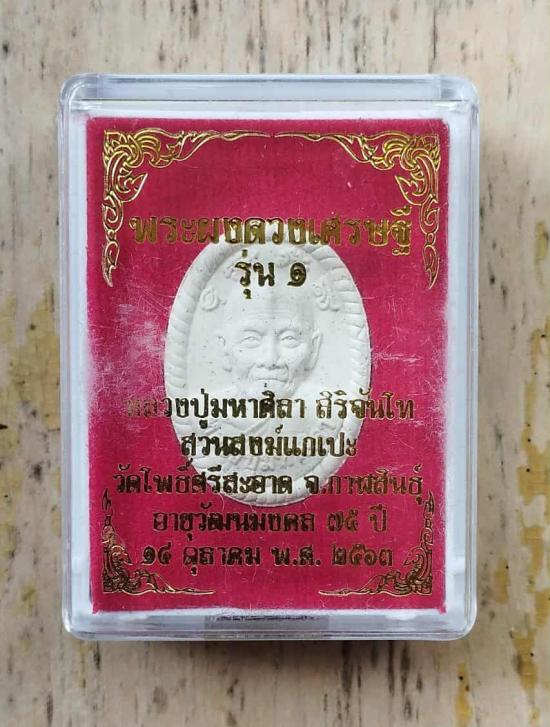 พระผงดวงเศรษฐี
รุ่น ๑
หลวงปู่มหาศิลา สิริจันโท
สวนสงฆ์แกเปะ
วัดโพธิ์ศรีสะอาด จ.กาฬสินธุ์
อายุวัฒนมงคล ๗๕ ปี
๑๔ ตุลาคม พ.ศ. ๒๕๖๓